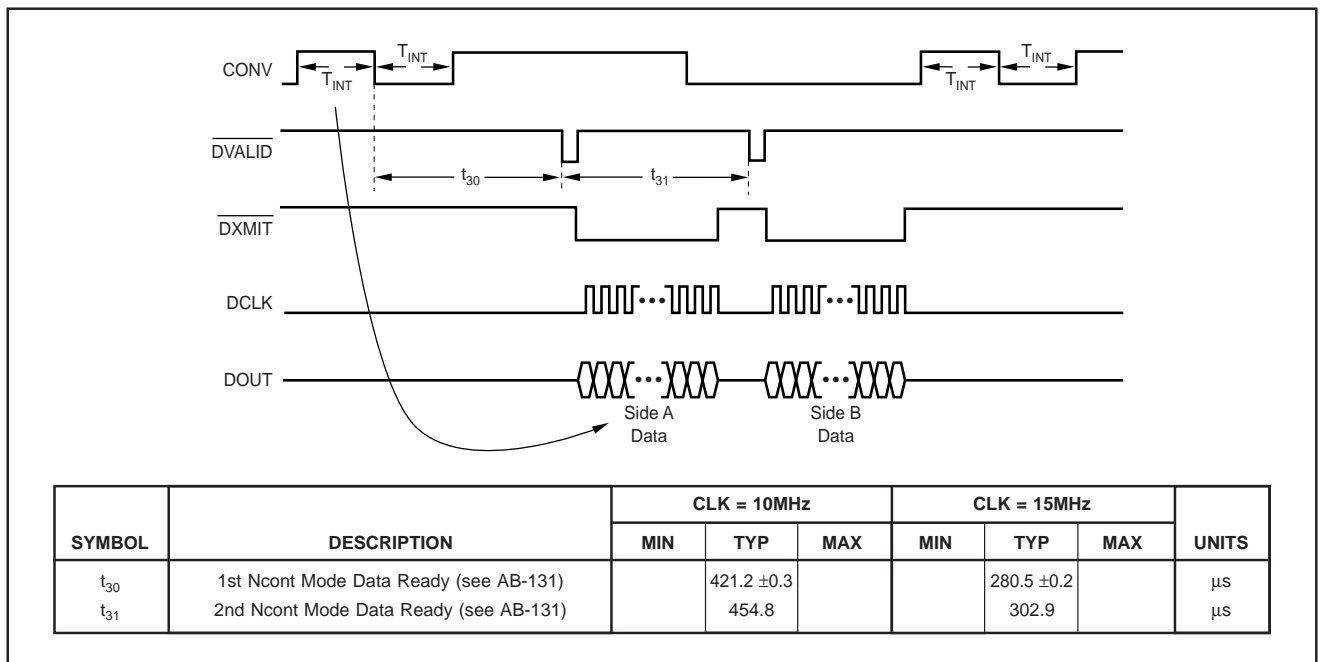 CONV
T_INT
T_INT
T_INT
T_INT
DVALID
t30
t31
DXMIT
DCLK
DOUT
Side A
Data
Side B
Data
SYMBOL DESCRIPTION CLK = 10MHz CLK = 15MHz UNITS
MIN TYP MAX MIN TYP MAX
t30 1st Ncont Mode Data Ready (see AB-131) 421.2 ±0.3 280.5 ±0.2 µs
t31 2nd Ncont Mode Data Ready (see AB-131) 454.8 302.9 µs